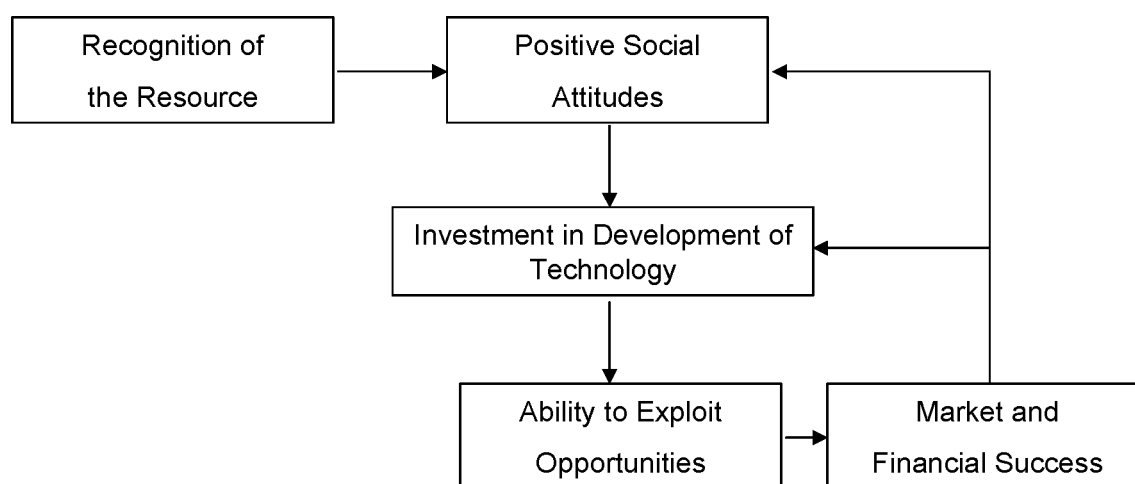 Recognition of
the Resource
Positive Social
Attitudes
Investment in Development of
Technology
Ability to Exploit
Opportunities
Market and
Financial Success